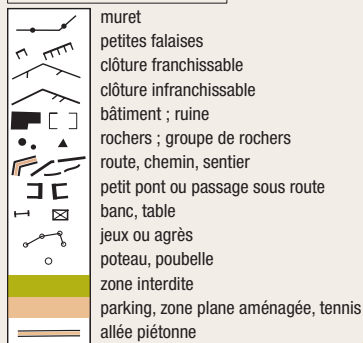 muret
petites falaises
clôture franchissable
clôture infranchissable
bâtiment ; ruine
rochers ; groupe de rochers
route, chemin, sentier
petit pont ou passage sous route
banc, table
jeux ou agrès
poteau, poubelle
zone interdite
parking, zone plane aménagée, tennis
allée piétonne